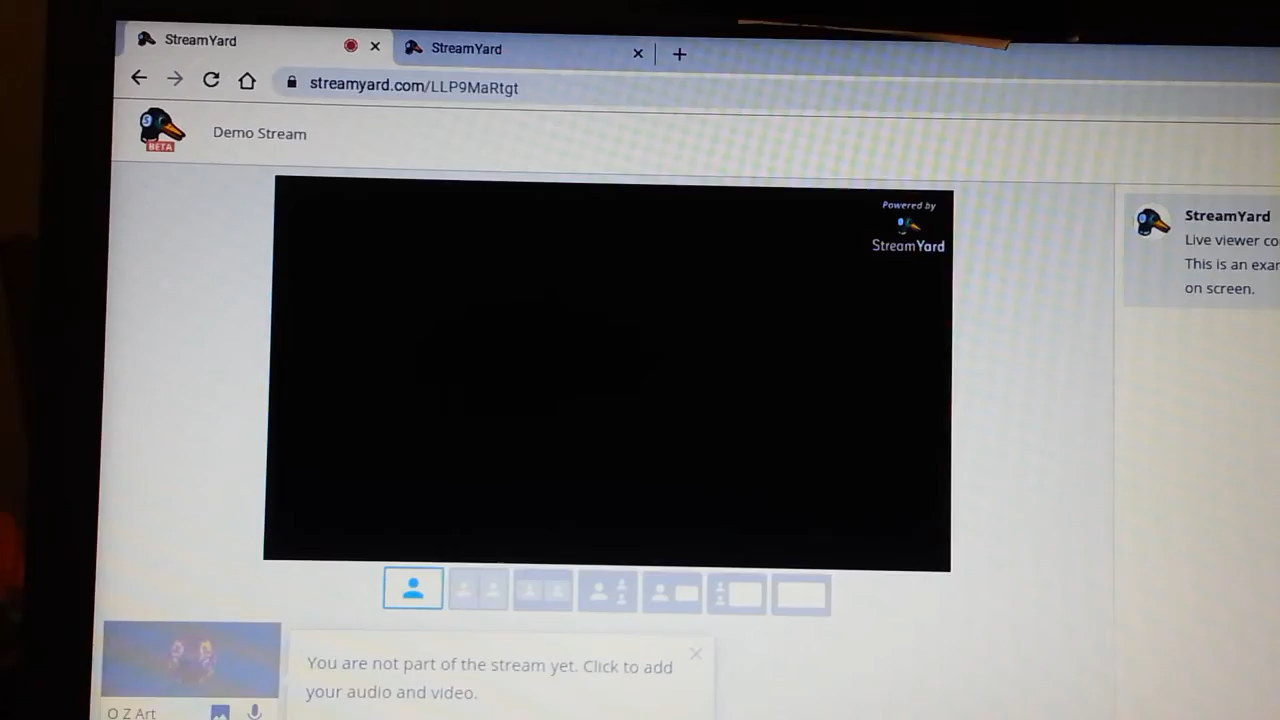 StreamYard
StreamYard
streamyard.com/LLP9MaRtgt
BETA
Demo Stream
Powered by
StreamYard
StreamYard
Live viewer co
This is an exa
on screen.
You are not part of the stream yet. Click to add
your audio and video.
O Z Art